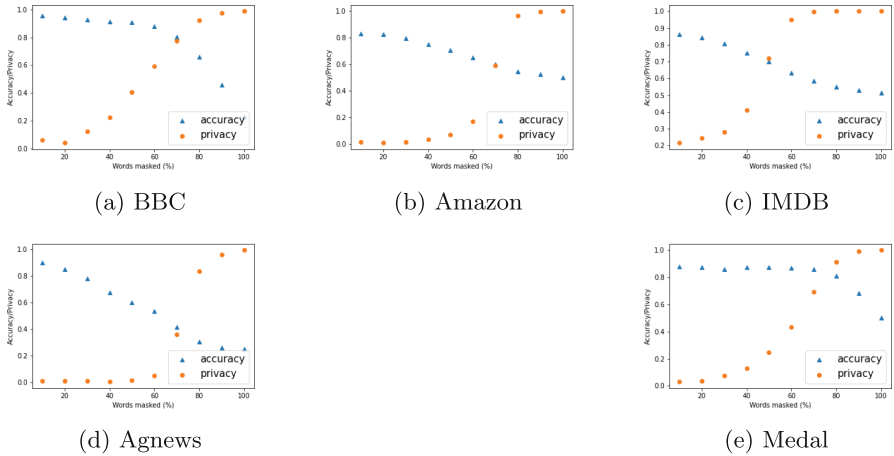 1.0
0.8
0.6
0.4
0.2
0.0
Accuracy/Privacy
accuracy
privacy
20 40 60 80 100
Words masked (%)
(a) BBC
1.0
0.8
0.6
0.4
0.2
0.0
Accuracy/Privacy
accuracy
privacy
20 40 60 80 100
Words masked (%)
(b) Amazon
1.0
0.9
0.8
0.7
0.6
0.5
0.4
0.3
0.2
Accuracy/Privacy
accuracy
privacy
20 40 60 80 100
Words masked (%)
(c) IMDB
1.0
0.8
0.6
0.4
0.2
0.0
Accuracy/Privacy
accuracy
privacy
20 40 60 80 100
Words masked (%)
(d) Agnews
1.0
0.8
0.6
0.4
0.2
0.0
Accuracy/Privacy
accuracy
privacy
20 40 60 80 100
Words masked (%)
(e) Medal